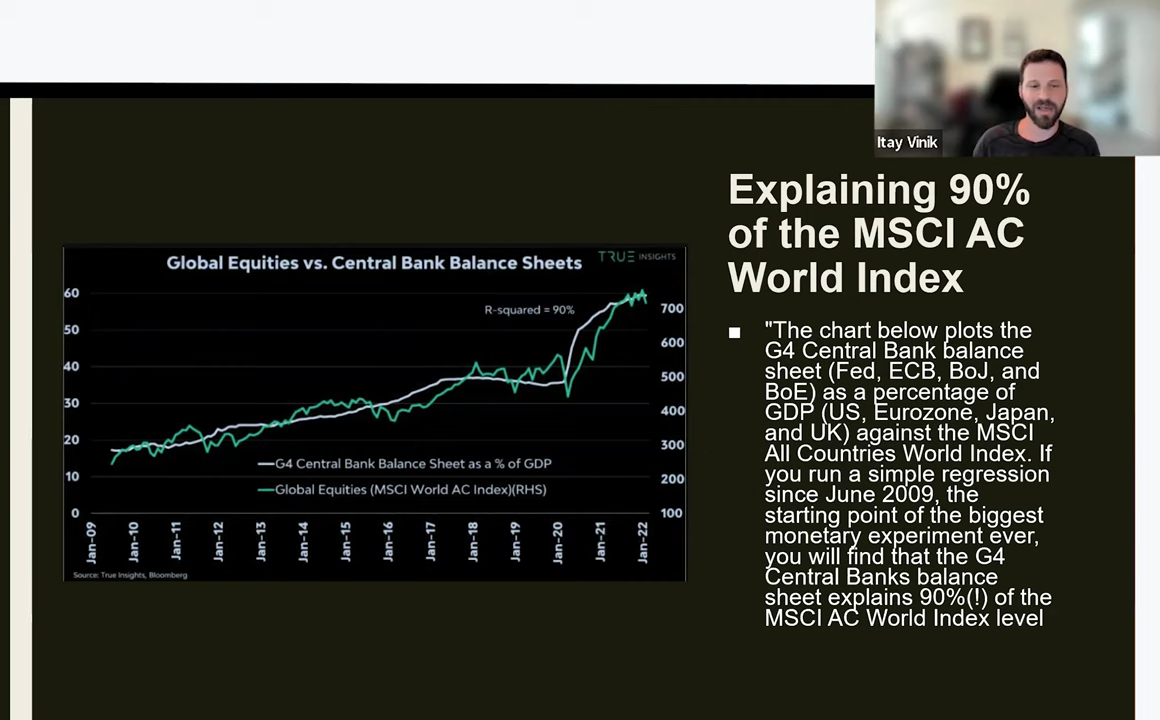 Itay Vinik
Explaining 90%
of the MSCI AC
World Index
Global Equities vs. Central Bank Balance Sheets
TRUE INSIGHTS
R-squared = 90%
60
50
40
30
20
10
0
700
600
500
400
300
200
100
G4 Central Bank Balance Sheet as a % of GDP
Global Equities (MSCI World AC Index)(RHS)
Jan-09
Jan-10
Jan-11
Jan-12
Jan-13
Jan-14
Jan-15
Jan-16
Jan-17
Jan-18
Jan-19
Jan-20
Jan-21
Jan-22
Source: True Insights, Bloomberg
■ "The chart below plots the
G4 Central Bank balance
sheet (Fed, ECB, BoJ, and
BoE) as a percentage of
GDP (US, Eurozone, Japan,
and UK) against the MSCI
All Countries World Index. If
you run a simple regression
since June 2009, the
starting point of the biggest
monetary experiment ever,
you will find that the G4
Central Banks balance
sheet explains 90%(!) of the
MSCI AC World Index level